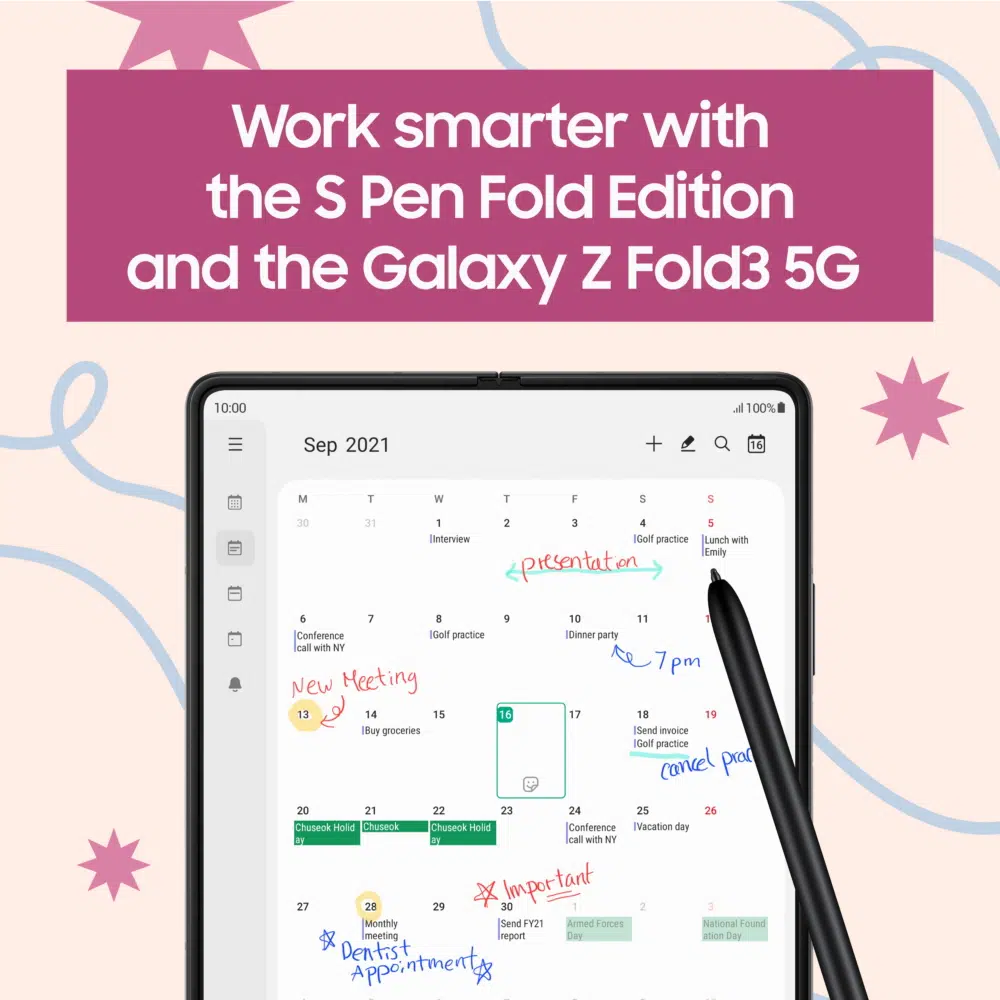 Work smarter with
the S Pen Fold Edition
and the Galaxy Z Fold3 5G
10:00
100%
Sep 2021
16
M T W T F S S
30 31 1 2 3 4 5
Interview
Golf practice
Lunch with
Emily
presentation
6 7 8 9 10 11
Conference
call with NY
Golf practice
Dinner party
7pm
New Meeting
13 14 15 16 17 18 19
Buy groceries
Send invoice
Golf practice
cancel prac
20 21 22 23 24 25 26
Chuseok Holid
ay
Chuseok
Chuseok Holid
ay
Conference
call with NY
Vacation day
Important
27 28 29 30 1 2 3
Monthly
meeting
Send FY21
report
Armed Forces
Day
National Found
ation Day
Dentist
Appointment